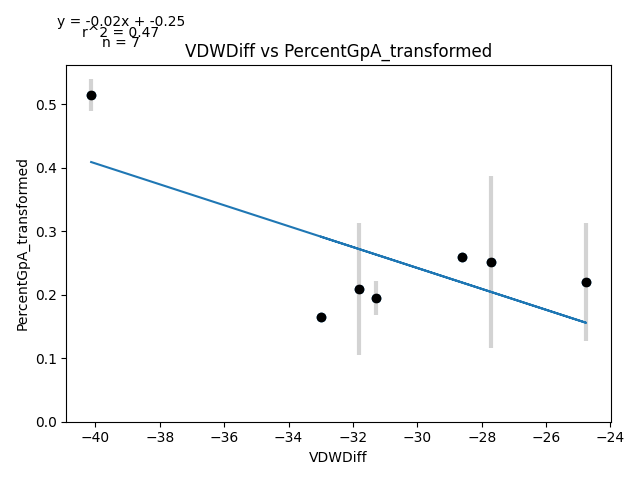 y = -0.02x + -0.25
r^2 = 0.47
n = 7
VDWDiff vs PercentGpA_transformed
PercentGpA_transformed
0.5
0.4
0.3
0.2
0.1
0.0
−40 −38 −36 −34 −32 −30 −28 −26 −24
VDWDiff